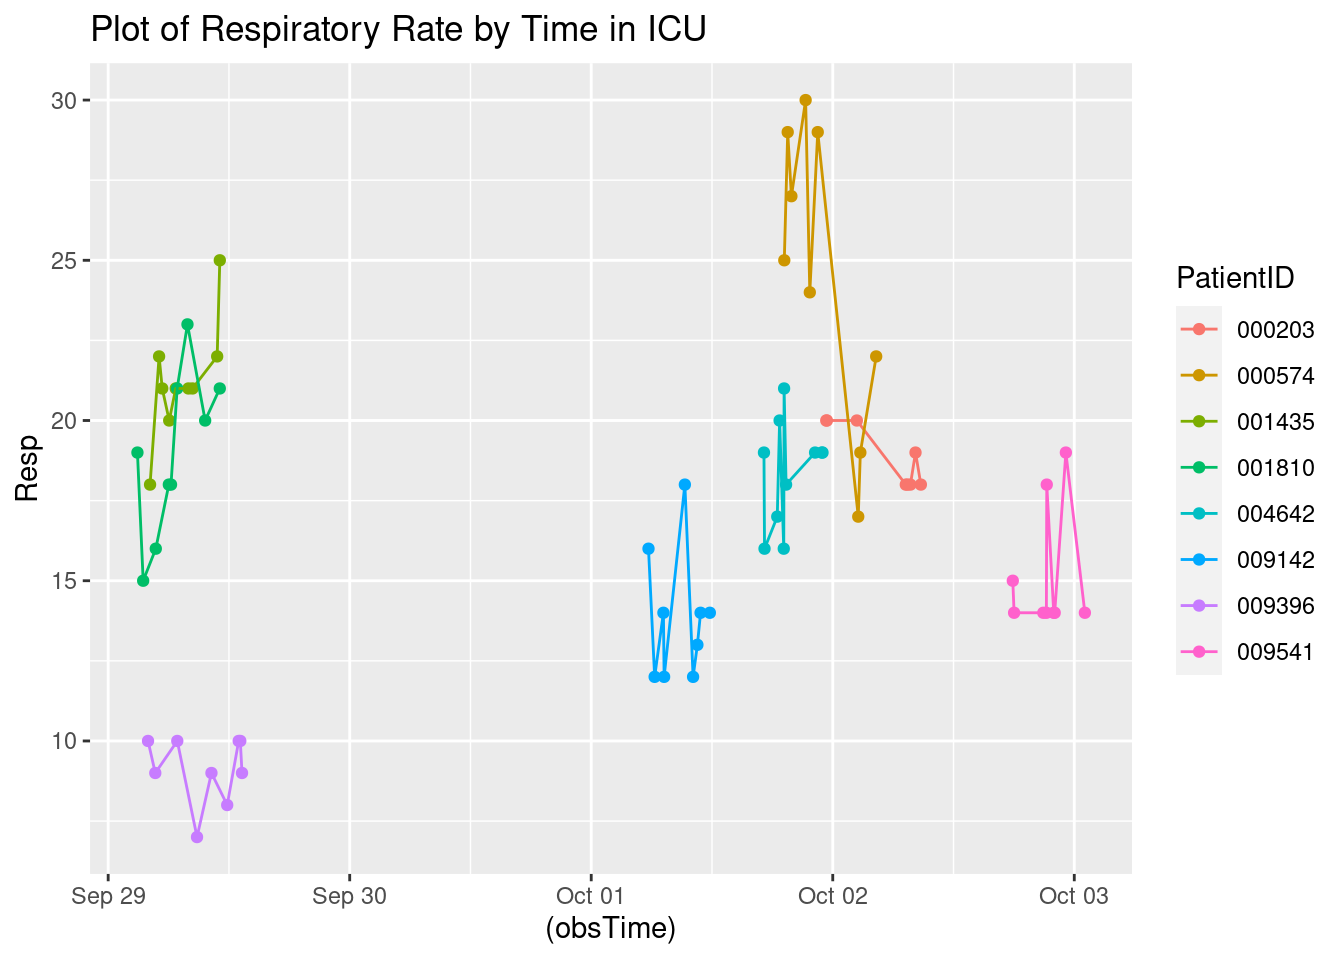 Plot of Respiratory Rate by Time in ICU
30
25
20
15
10
Resp
Sep 29
Sep 30
Oct 01
Oct 02
Oct 03
(obsTime)
PatientID
000203
000574
001435
001810
004642
009142
009396
009541